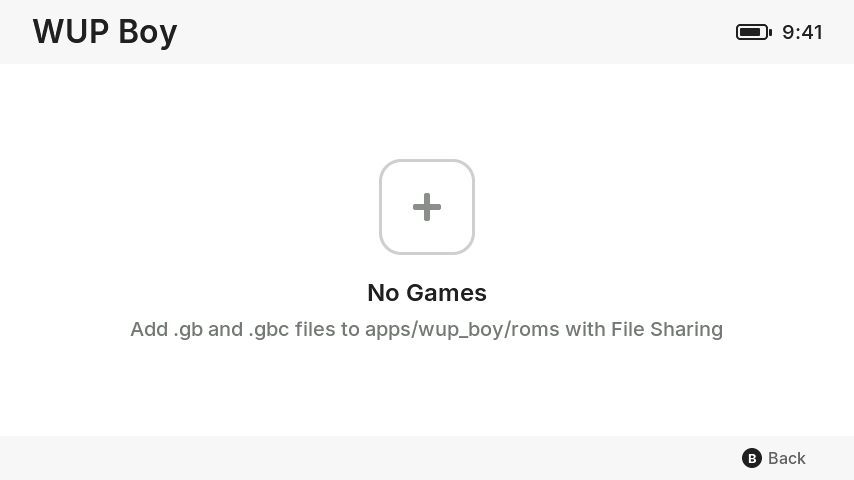 WUP Boy
9:41
No Games
Add .gb and .gbc files to apps/wup_boy/roms with File Sharing
B Back